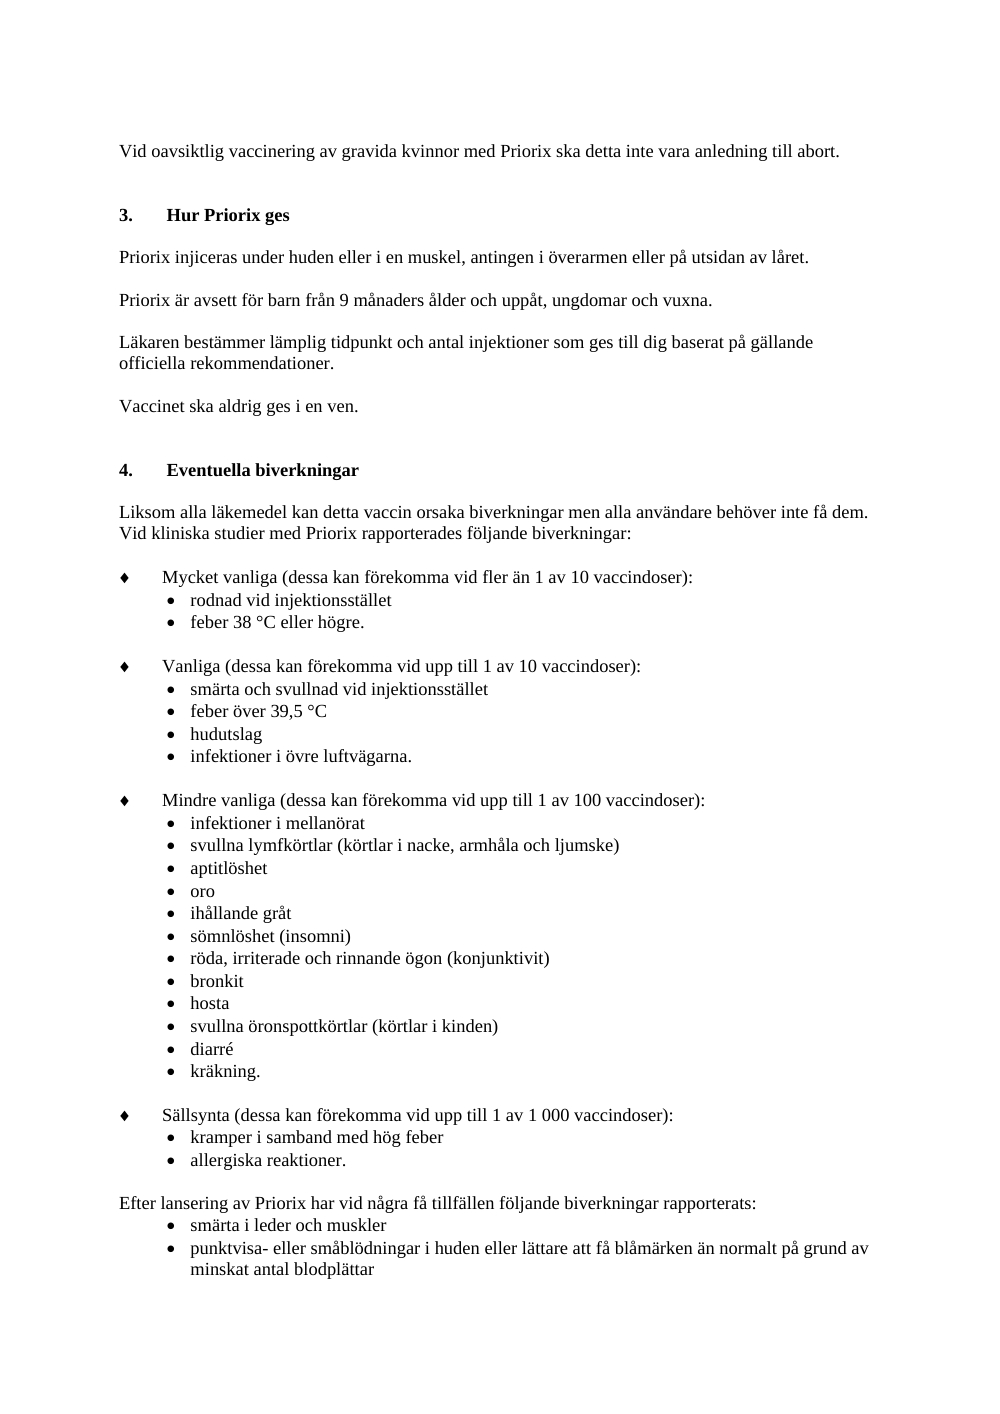 Vid oavsiktlig vaccinering av gravida kvinnor med Priorix ska detta inte vara anledning till abort.
3. Hur Priorix ges
Priorix injiceras under huden eller i en muskel, antingen i överarmen eller på utsidan av låret.
Priorix är avsett för barn från 9 månaders ålder och uppåt, ungdomar och vuxna.
Läkaren bestämmer lämplig tidpunkt och antal injektioner som ges till dig baserat på gällande
officiella rekommendationer.
Vaccinet ska aldrig ges i en ven.
4. Eventuella biverkningar
Liksom alla läkemedel kan detta vaccin orsaka biverkningar men alla användare behöver inte få dem.
Vid kliniska studier med Priorix rapporterades följande biverkningar:
♦ Mycket vanliga (dessa kan förekomma vid fler än 1 av 10 vaccindoser):
• rodnad vid injektionsstället
• feber 38 °C eller högre.
♦ Vanliga (dessa kan förekomma vid upp till 1 av 10 vaccindoser):
• smärta och svullnad vid injektionsstället
• feber över 39,5 °C
• hudutslag
• infektioner i övre luftvägarna.
♦ Mindre vanliga (dessa kan förekomma vid upp till 1 av 100 vaccindoser):
• infektioner i mellanörat
• svullna lymfkörtlar (körtlar i nacke, armhåla och ljumske)
• aptitlöshet
• oro
• ihållande gråt
• sömnlöshet (insomni)
• röda, irriterade och rinnande ögon (konjunktivit)
• bronkit
• hosta
• svullna öronspottkörtlar (körtlar i kinden)
• diarré
• kräkning.
♦ Sällsynta (dessa kan förekomma vid upp till 1 av 1 000 vaccindoser):
• kramper i samband med hög feber
• allergiska reaktioner.
Efter lansering av Priorix har vid några få tillfällen följande biverkningar rapporterats:
• smärta i leder och muskler
• punktvisa- eller småblödningar i huden eller lättare att få blåmärken än normalt på grund av
minskat antal blodplättar